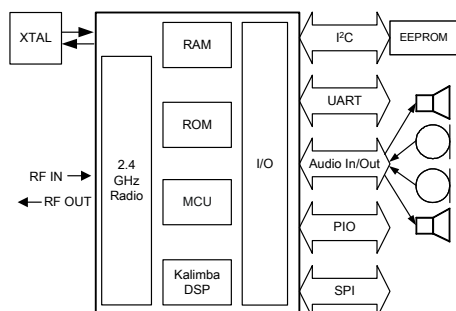 XTAL
RF IN
RF OUT
2.4
GHz
Radio
RAM
ROM
MCU
Kalimba
DSP
I/O
I²C
UART
Audio In/Out
PIO
SPI
EEPROM